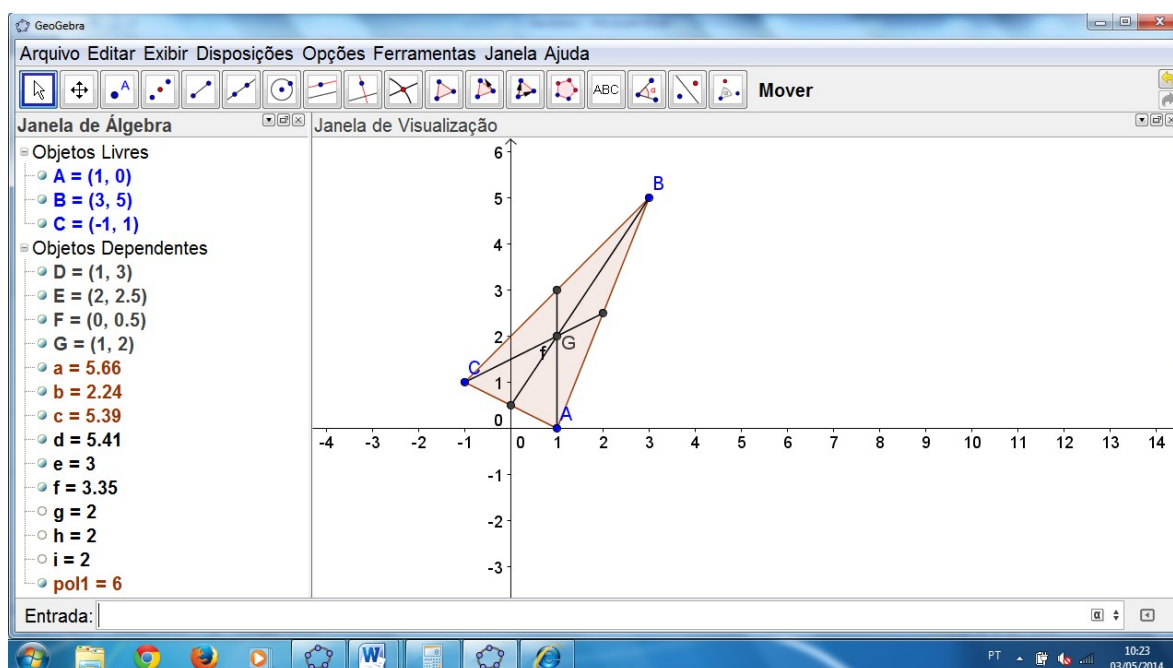 GeoGebra
Arquivo Editar Exibir Disposições Opções Ferramentas Janela Ajuda
A ABC α a Mover
Janela de Álgebra
Objetos Livres
A = (1, 0)
B = (3, 5)
C = (-1, 1)
Objetos Dependentes
D = (1, 3)
E = (2, 2.5)
F = (0, 0.5)
G = (1, 2)
a = 5.66
b = 2.24
c = 5.39
d = 5.41
e = 3
f = 3.35
g = 2
h = 2
i = 2
pol1 = 6
Janela de Visualização
6
B
5
4
3
2
f G
C
1
0 A
-4 -3 -2 -1 0 1 2 3 4 5 6 7 8 9 10 11 12 13 14
-1
-2
-3
Entrada: α
W PT 10:23